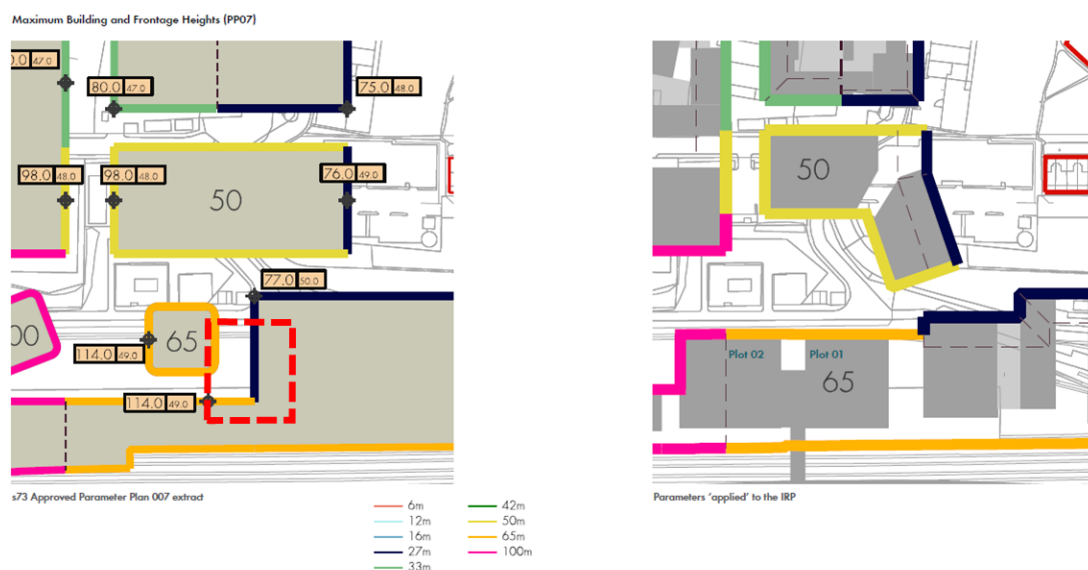 Maximum Building and Frontage Heights (PP07)
47.0
80.0 47.0
75.0 48.0
98.0 48.0
98.0 48.0
76.0 49.0
50
50
77.0 50.0
65
114.0 49.0
114.0 49.0
Plot 02
Plot 01
65
s73 Approved Parameter Plan 007 extract
Parameters 'applied' to the IRP
6m
12m
16m
27m
33m
42m
50m
65m
100m